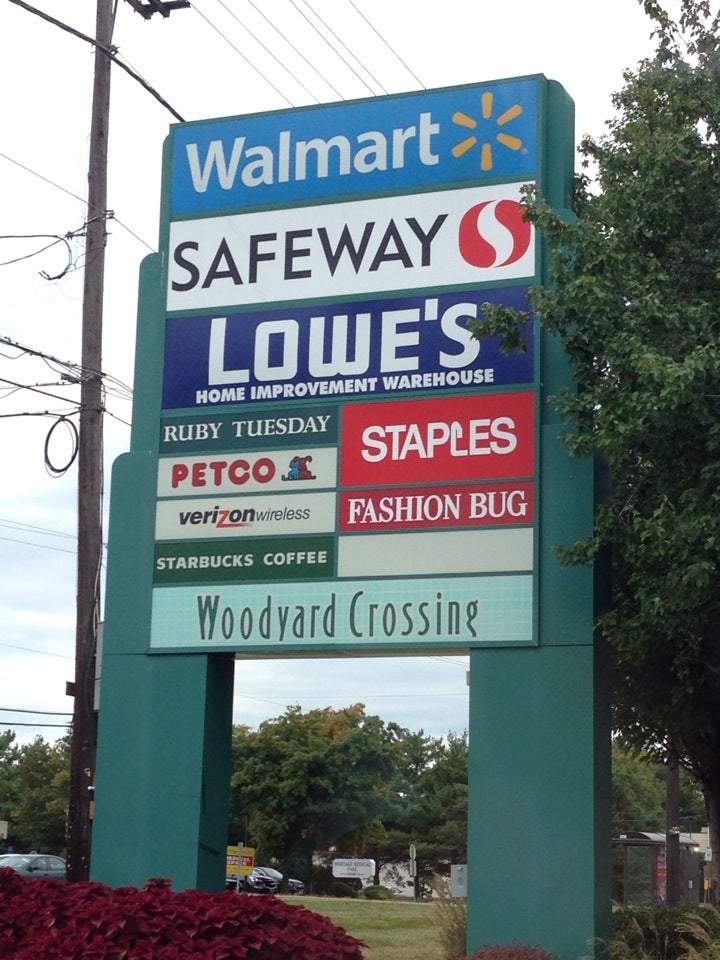 Walmart
SAFEWAY
LOWE'S
HOME IMPROVEMENT WAREHOUSE
RUBY TUESDAY
STAPLES
PETCO
verizonwireless
FASHION BUG
STARBUCKS COFFEE
Woodyard Crossing